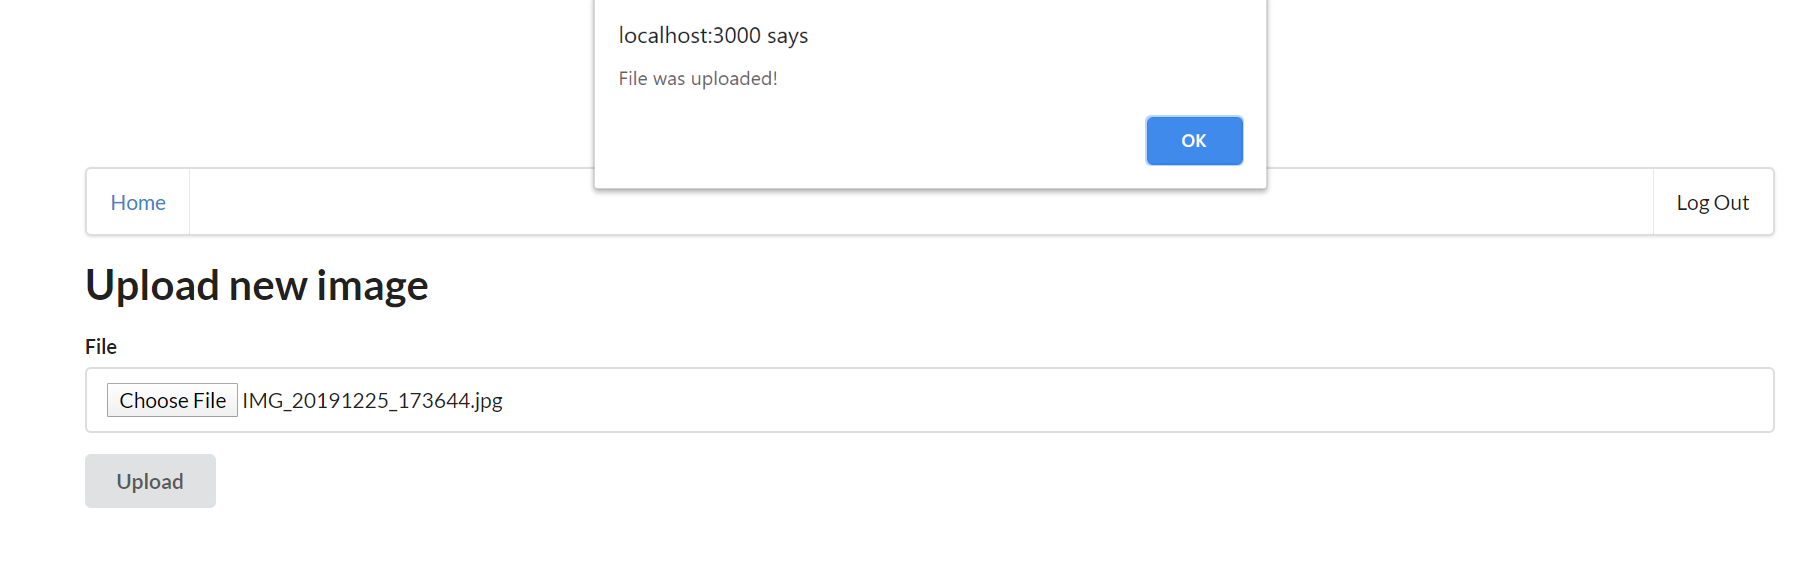 localhost:3000 says
File was uploaded!
OK
Home
Log Out
Upload new image
File
Choose File IMG_20191225_173644.jpg
Upload